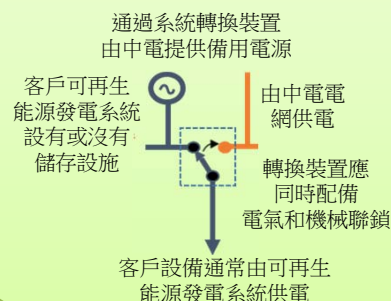 通過系統轉換裝置
由中電提供備用電源
客戶可再生
能源發電系統
設有或沒有
儲存設施
由中電電
網供電
轉換裝置應
同時配備
電氣和機械聯鎖
客戶設備通常由可再生
能源發電系統供電